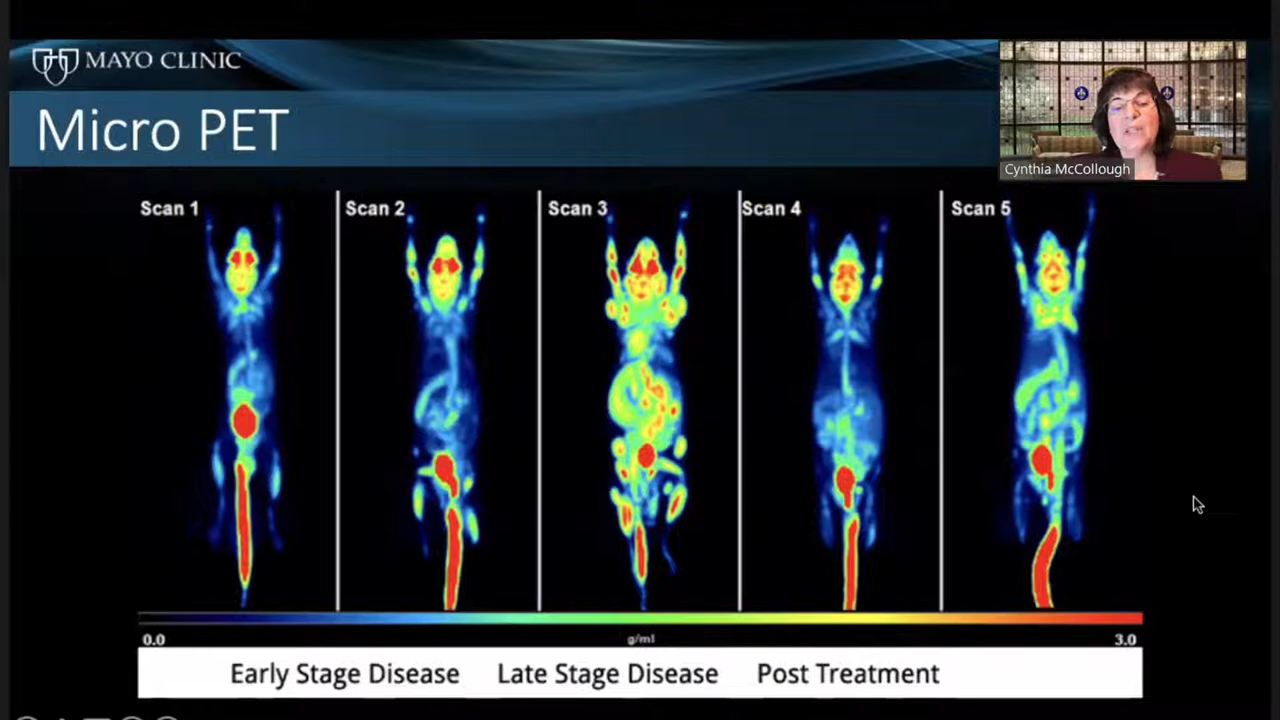 MAYO CLINIC
Micro PET
Cynthia McCollough
Scan 1
Scan 2
Scan 3
Scan 4
Scan 5
0.0
g/ml
3.0
Early Stage Disease
Late Stage Disease
Post Treatment